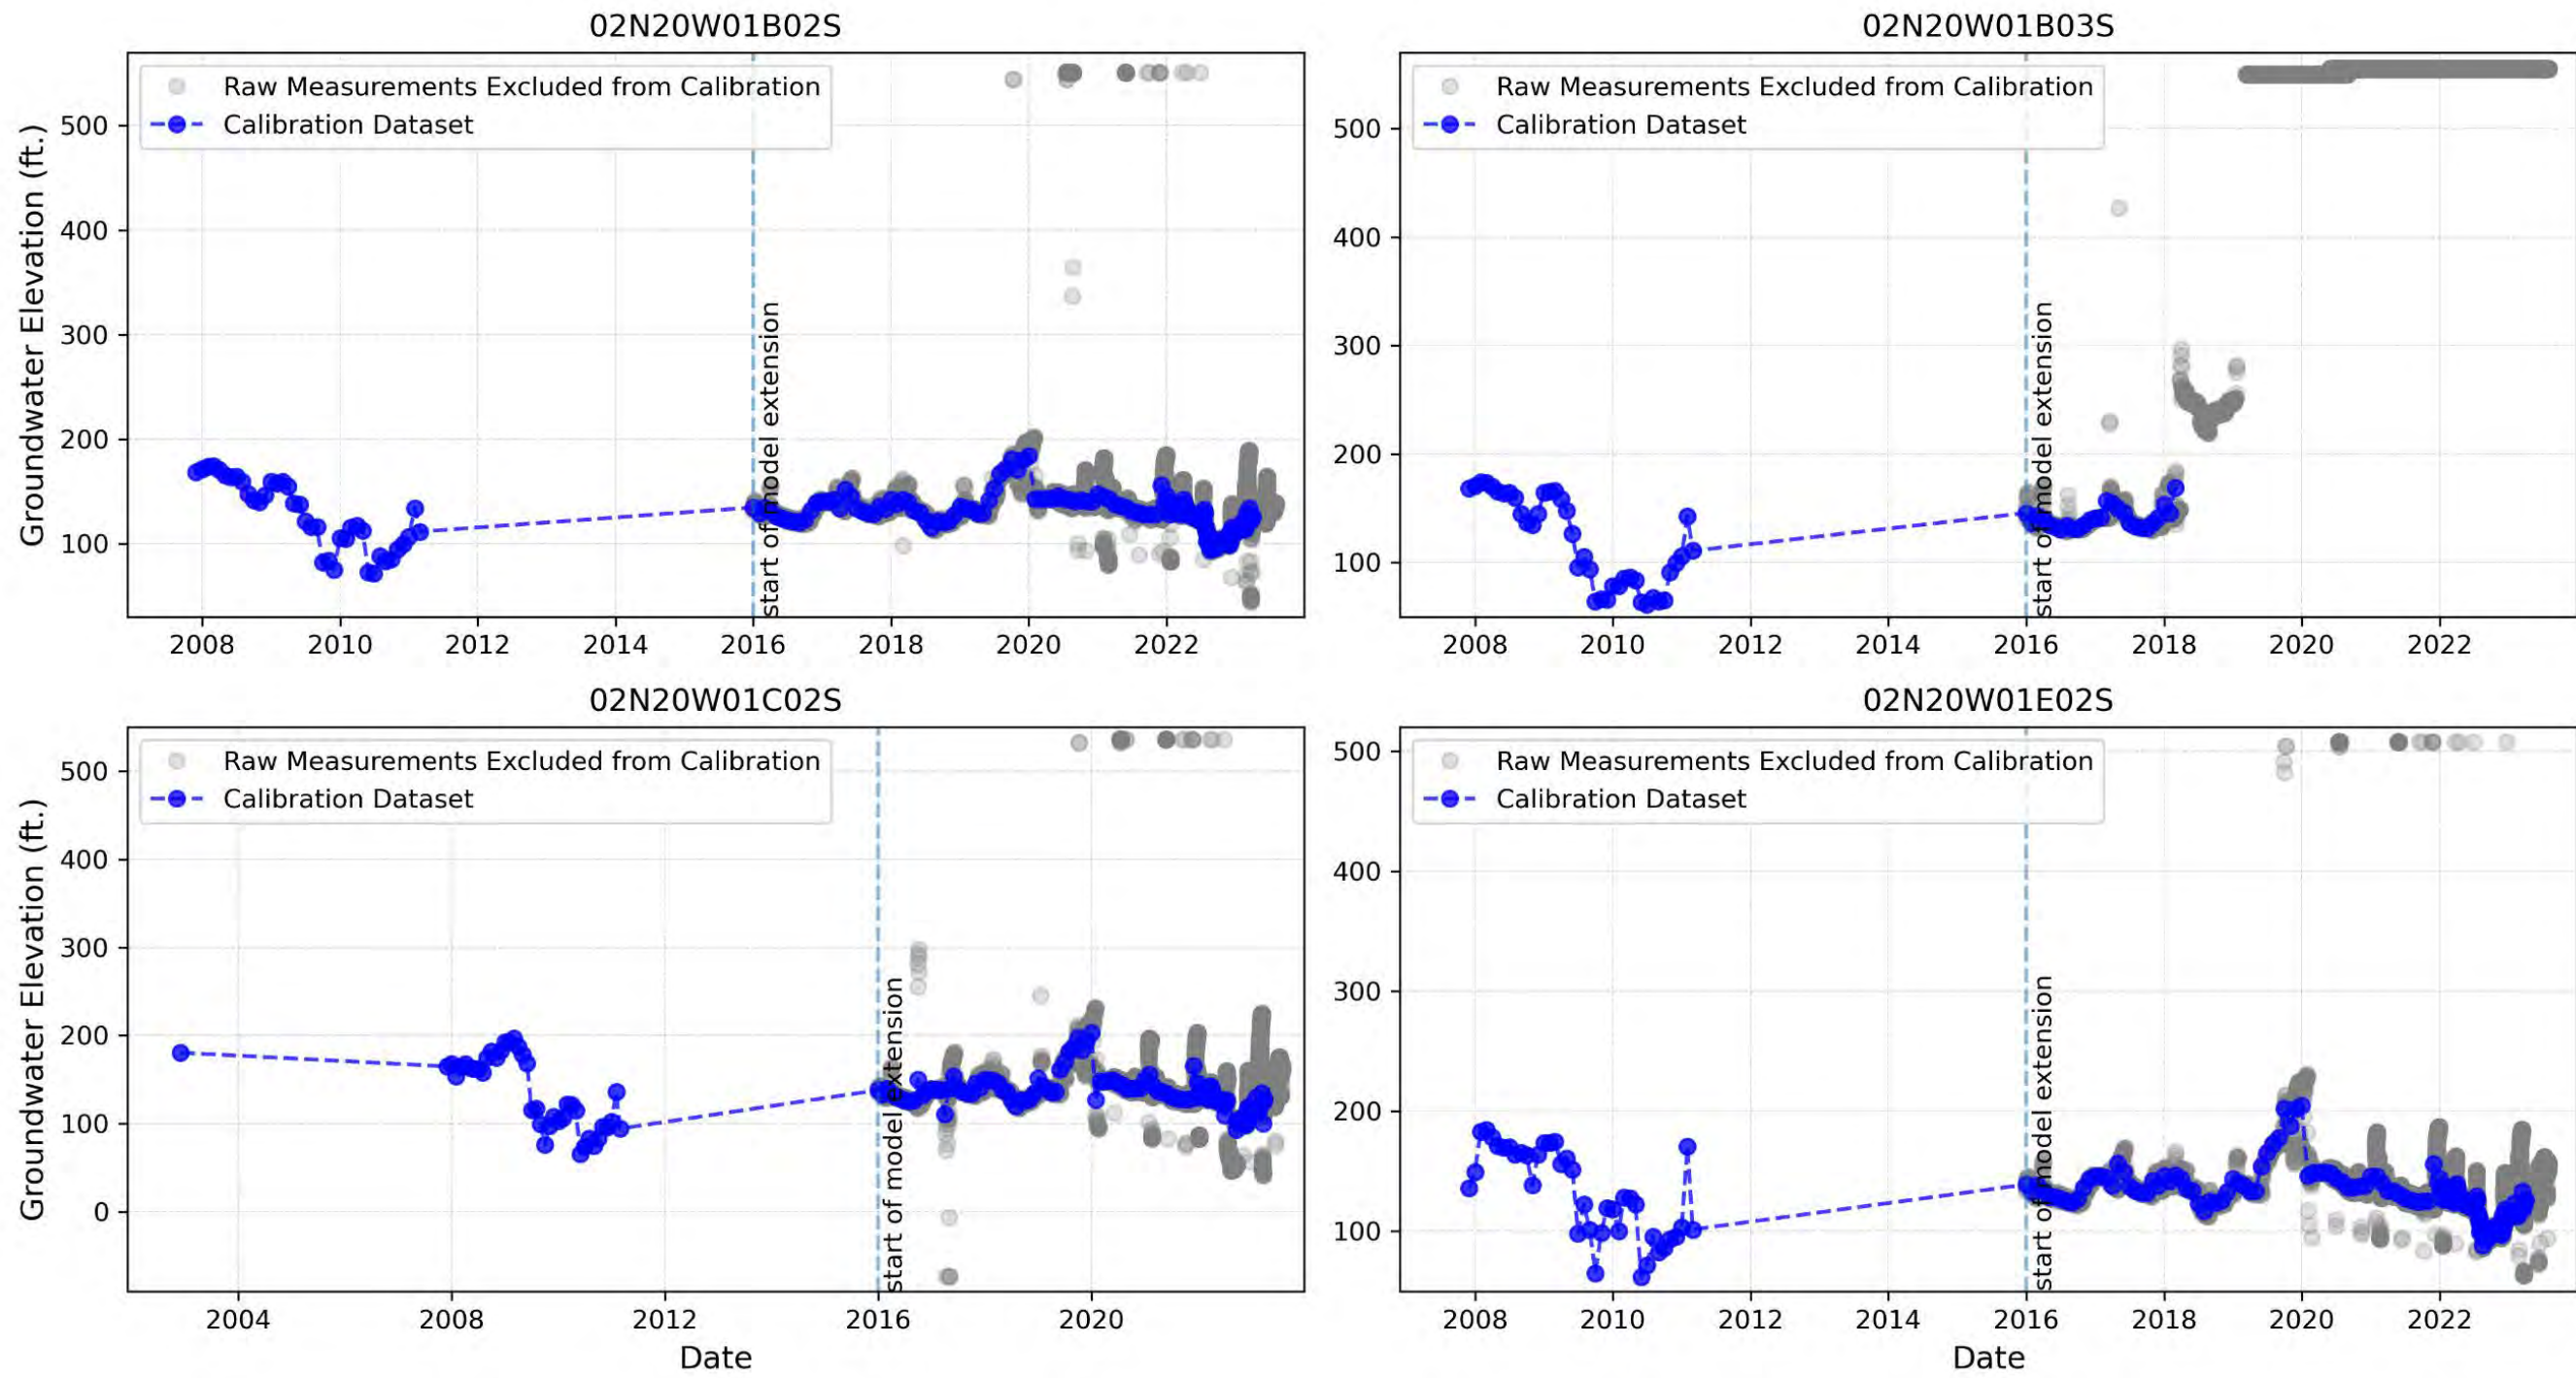 02N20W01B02S
Raw Measurements Excluded from Calibration
Calibration Dataset
Groundwater Elevation (ft.)
500
400
300
200
100
start of model extension
2008 2010 2012 2014 2016 2018 2020 2022
02N20W01B03S
Raw Measurements Excluded from Calibration
Calibration Dataset
500
400
300
200
100
start of model extension
2008 2010 2012 2014 2016 2018 2020 2022
02N20W01C02S
Raw Measurements Excluded from Calibration
Calibration Dataset
Groundwater Elevation (ft.)
500
400
300
200
100
0
start of model extension
2004 2008 2012 2016 2020
Date
02N20W01E02S
Raw Measurements Excluded from Calibration
Calibration Dataset
500
400
300
200
100
start of model extension
2008 2010 2012 2014 2016 2018 2020 2022
Date